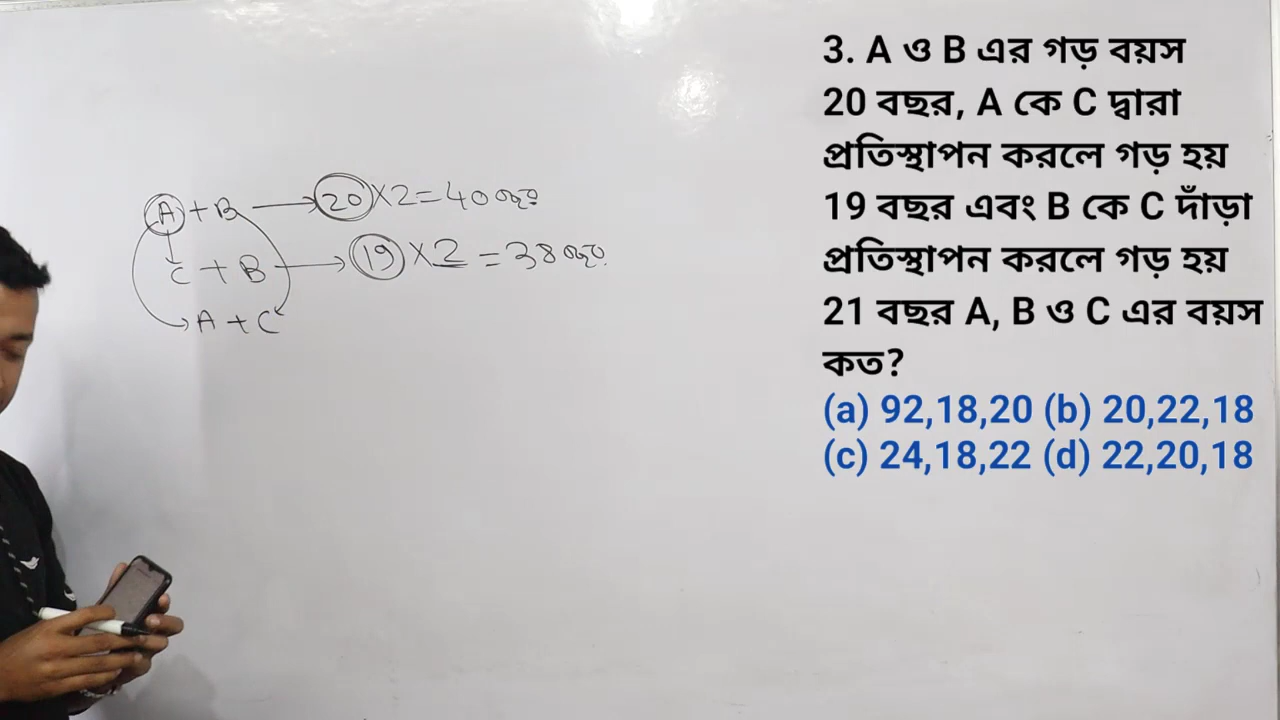 A + B → 20 × 2 = 40 বছর
C + B → 19 × 2 = 38 বছর
A + C
3. A ও B এর গড় বয়স
20 বছর, A কে C দ্বারা
প্রতিস্থাপন করলে গড় হয়
19 বছর এবং B কে C দাঁড়া
প্রতিস্থাপন করলে গড় হয়
21 বছর A, B ও C এর বয়স
কত?
(a) 92,18,20 (b) 20,22,18
(c) 24,18,22 (d) 22,20,18